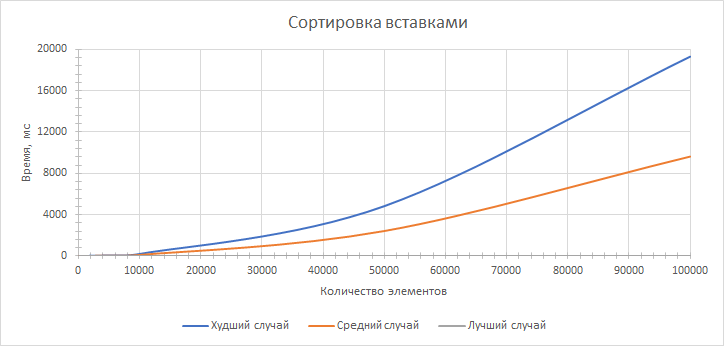 Сортировка вставками
20000
16000
12000
8000
4000
0
Время, мс
0 10000 20000 30000 40000 50000 60000 70000 80000 90000 100000
Количество элементов
Худший случай Средний случай Лучший случай